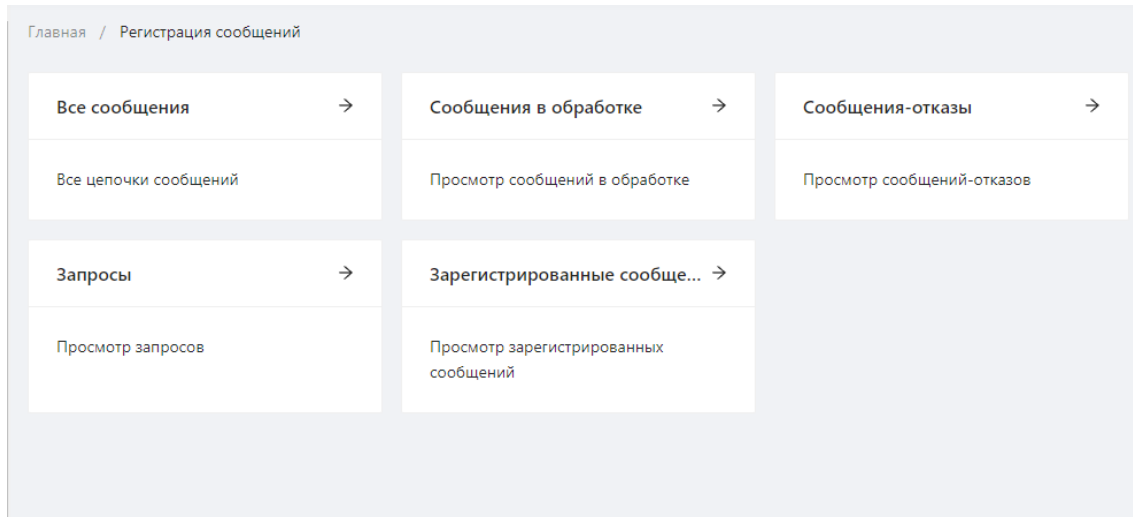 Главная / Регистрация сообщений
Все сообщения →
Сообщения в обработке →
Сообщения-отказы →
Все цепочки сообщений
Просмотр сообщений в обработке
Просмотр сообщений-отказов
Запросы →
Зарегистрированные сообще... →
Просмотр запросов
Просмотр зарегистрированных
сообщений